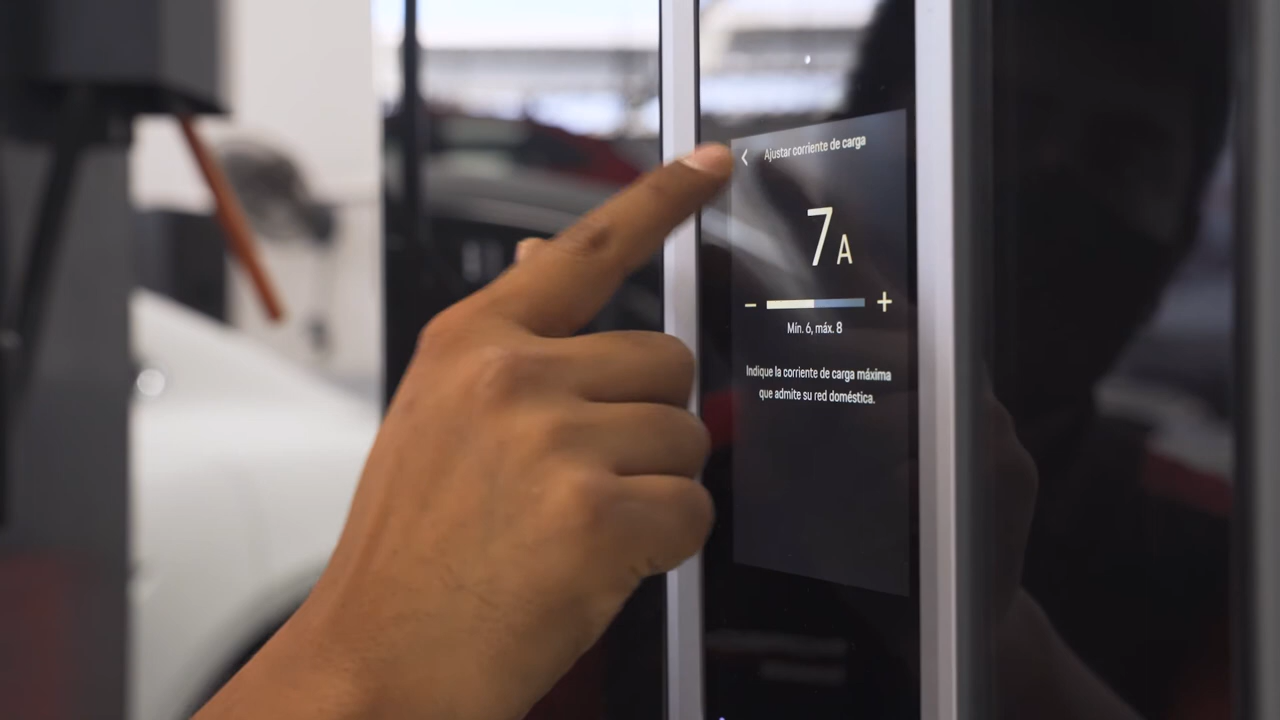 Ajustar corriente de carga
7 A
Mín. 6, máx. 8
Indique la corriente de carga máxima
que admite su red doméstica.